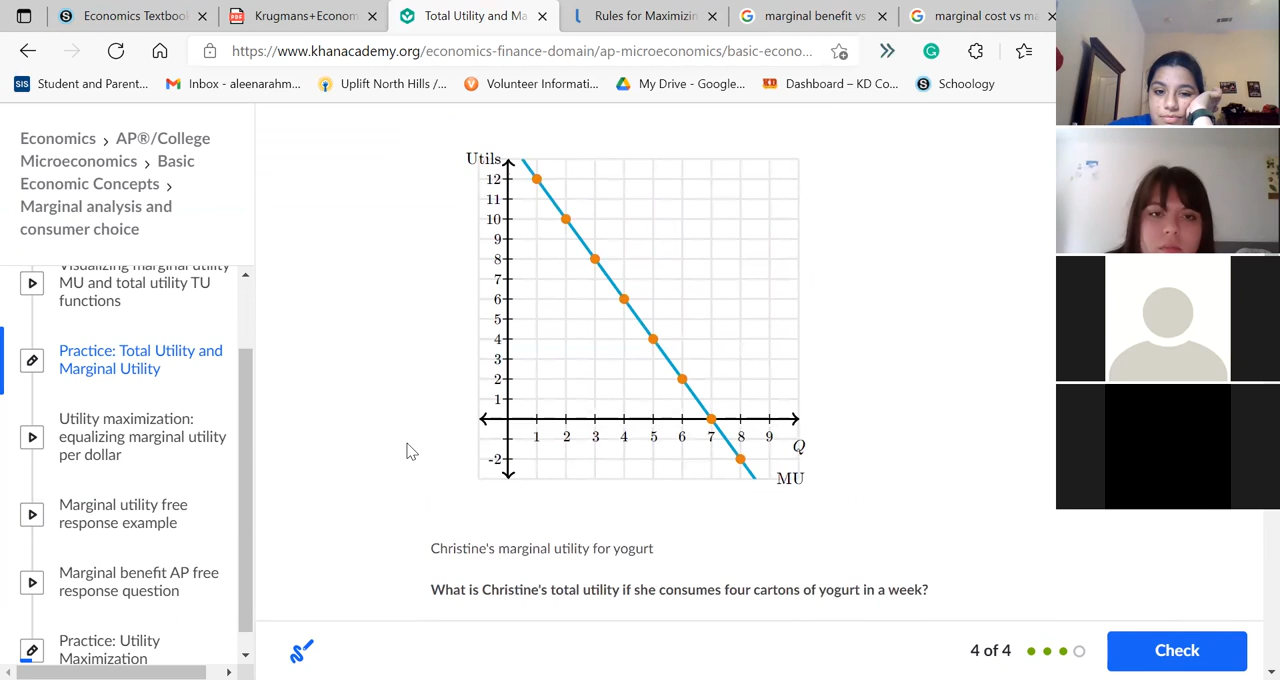 Economics Textbool
Krugmans+Econom
Total Utility and Ma
Rules for Maximizin
marginal benefit vs
marginal cost vs m
https://www.khanacademy.org/economics-finance-domain/ap-microeconomics/basic-econo...
SIS Student and Parent...
Inbox - aleenarahm...
Uplift North Hills /...
Volunteer Informati...
My Drive - Google...
KD Dashboard – KD Co...
S Schoology
Economics > AP®/College
Microeconomics > Basic
Economic Concepts >
Marginal analysis and
consumer choice
Visualizing marginal utility
MU and total utility TU
functions
Practice: Total Utility and
Marginal Utility
Utility maximization:
equalizing marginal utility
per dollar
Marginal utility free
response example
Marginal benefit AP free
response question
Practice: Utility
Maximization
Utils
12
11
10
9
8
7
6
5
4
3
2
1
1 2 3 4 5 6 7 8 9
Q
-2
MU
Christine's marginal utility for yogurt
What is Christine's total utility if she consumes four cartons of yogurt in a week?
4 of 4
Check